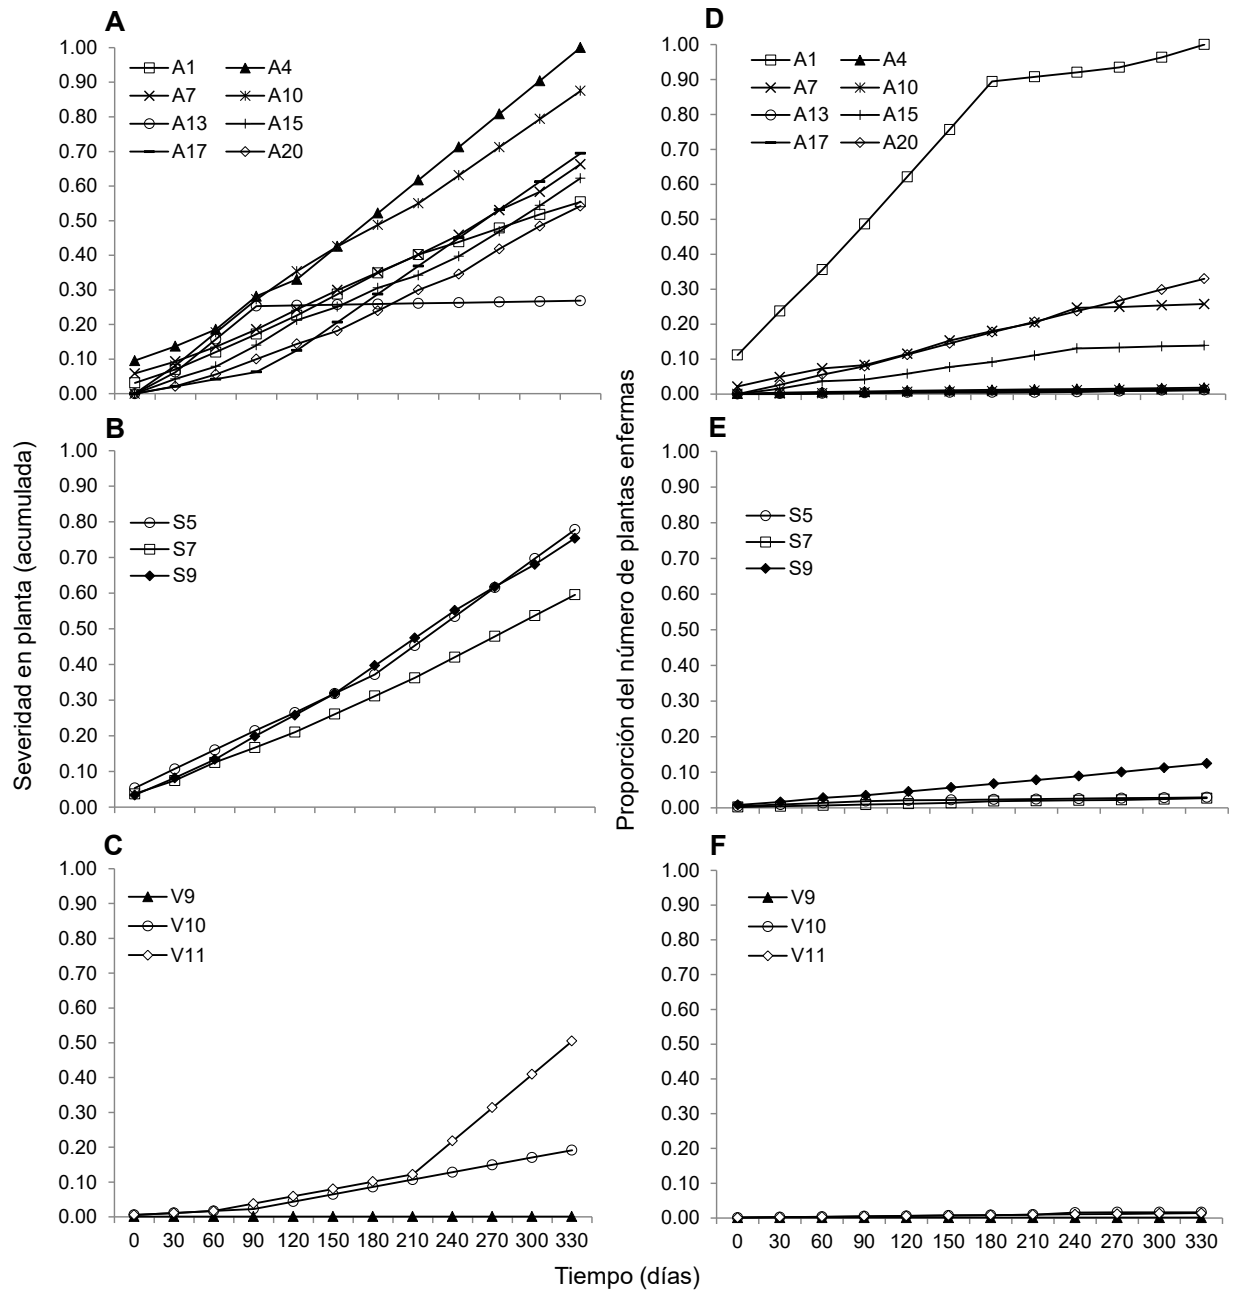 A
1.00
0.90
0.80
0.70
0.60
0.50
0.40
0.30
0.20
0.10
0.00
A1 A4
A7 A10
A13 A15
A17 A20
D
1.00
0.90
0.80
0.70
0.60
0.50
0.40
0.30
0.20
0.10
0.00
A1 A4
A7 A10
A13 A15
A17 A20
B
1.00
0.90
0.80
0.70
0.60
0.50
0.40
0.30
0.20
0.10
0.00
S5
S7
S9
E
1.00
0.90
0.80
0.70
0.60
0.50
0.40
0.30
0.20
0.10
0.00
S5
S7
S9
Severidad en planta (acumulada)
Proporción del número de plantas enfermas
C
1.00
0.90
0.80
0.70
0.60
0.50
0.40
0.30
0.20
0.10
0.00
V9
V10
V11
0 30 60 90 120 150 180 210 240 270 300 330
F
1.00
0.90
0.80
0.70
0.60
0.50
0.40
0.30
0.20
0.10
0.00
V9
V10
V11
0 30 60 90 120 150 180 210 240 270 300 330
Tiempo (días)